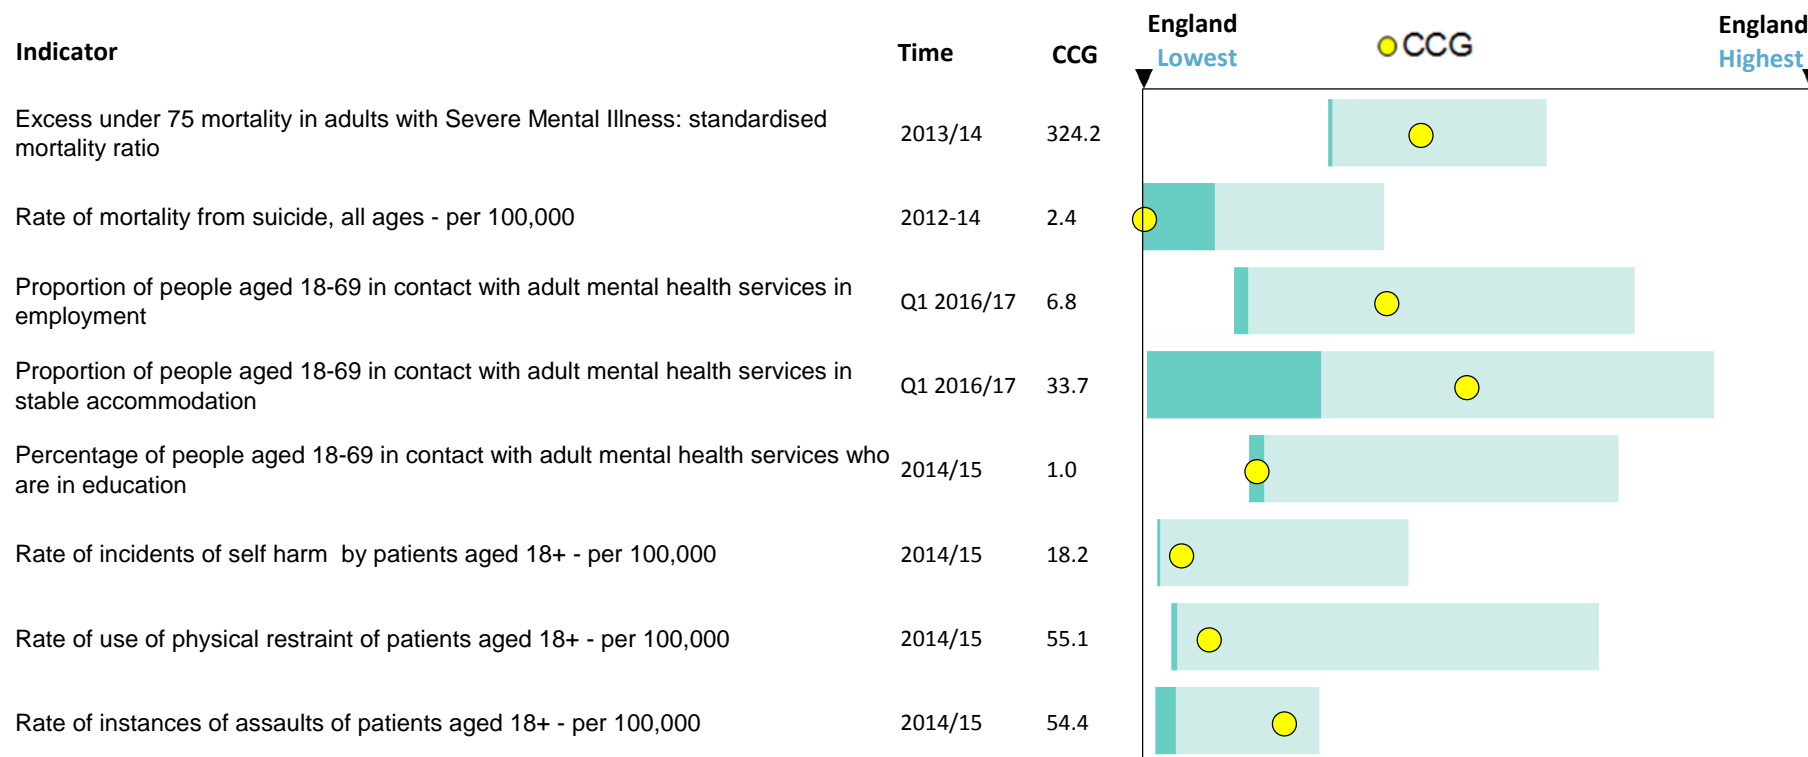 England England
Indicator Time CCG CCG
Lowest Highest
Excess under 75 mortality in adults with Severe Mental Illness: standardised
mortality ratio
2013/14 324.2
Rate of mortality from suicide, all ages - per 100,000 2012-14 2.4
Proportion of people aged 18-69 in contact with adult mental health services in
employment
Q1 2016/17 6.8
Proportion of people aged 18-69 in contact with adult mental health services in
stable accommodation
Q1 2016/17 33.7
Percentage of people aged 18-69 in contact with adult mental health services who
are in education
2014/15 1.0
Rate of incidents of self harm  by patients aged 18+ - per 100,000 2014/15 18.2
Rate of use of physical restraint of patients aged 18+ - per 100,000 2014/15 55.1
Rate of instances of assaults of patients aged 18+ - per 100,000 2014/15 54.4